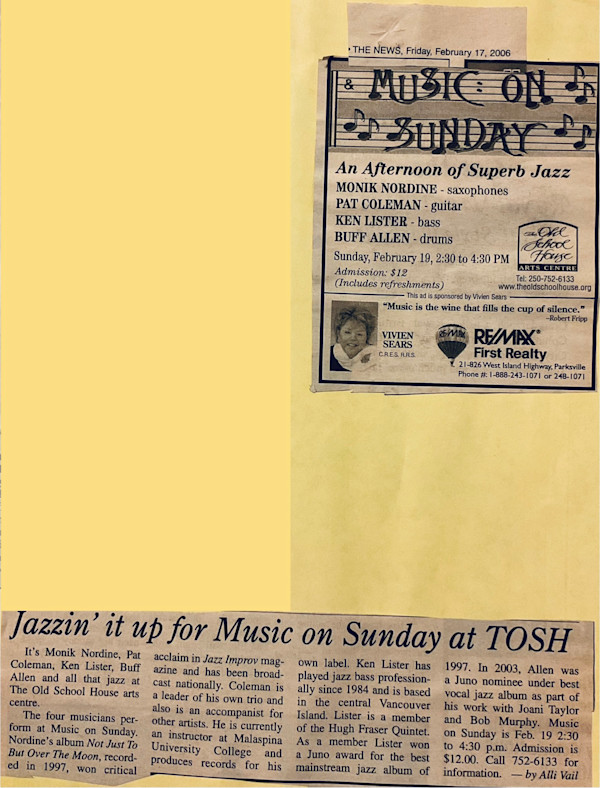 THE NEWS, Friday, February 17, 2006
& MUSIC ON
SUNDAY
An Afternoon of Superb Jazz
MONIK NORDINE - saxophones
PAT COLEMAN - guitar
KEN LISTER - bass
BUFF ALLEN - drums
Sunday, February 19, 2:30 to 4:30 PM
Admission: $12
(Includes refreshments)
The Old
School
House
ARTS CENTRE
Tel: 250-752-6133
www.theoldschoolhouse.org
This ad is sponsored by Vivien Sears
"Music is the wine that fills the cup of silence."
-Robert Fripp
VIVIEN
SEARS
C.R.E.S. R.R.S.
RE/MAX
RE/MAX®
First Realty
21-826 West Island Highway, Parksville
Phone #: 1-888-243-1071 or 248-1071
Jazzin' it up for Music on Sunday at TOSH
It's Monik Nordine, Pat
Coleman, Ken Lister, Buff
Allen and all that jazz at
The Old School House arts
centre.
The four musicians per-
form at Music on Sunday.
Nordine's album Not Just To
But Over The Moon, record-
ed in 1997, won critical
acclaim in Jazz Improv mag-
azine and has been broad-
cast nationally. Coleman is
a leader of his own trio and
also is an accompanist for
other artists. He is currently
an instructor at Malaspina
University College and
produces records for his
own label. Ken Lister has
played jazz bass profession-
ally since 1984 and is based
in the central Vancouver
Island. Lister is a member
of the Hugh Fraser Quintet.
As a member Lister won
a Juno award for the best
mainstream jazz album of
1997. In 2003, Allen was
a Juno nominee under best
vocal jazz album as part of
his work with Joani Taylor
and Bob Murphy. Music
on Sunday is Feb. 19 2:30
to 4:30 p.m. Admission is
$12.00. Call 752-6133 for
information. — by Alli Vail